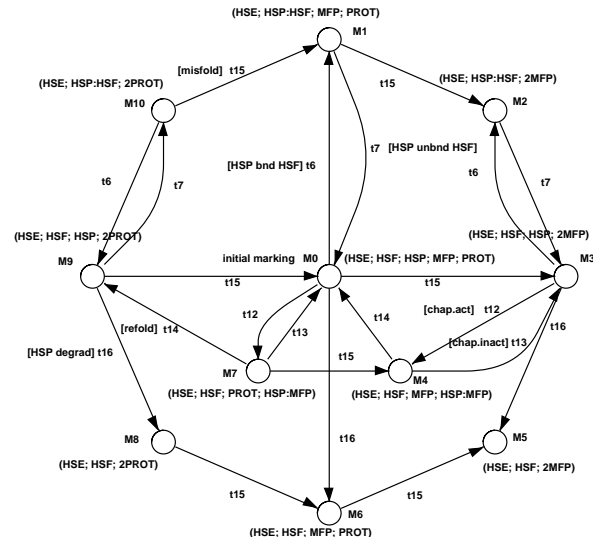 (HSE; HSP:HSF; MFP; PROT)
M1
[misfold] t15
t15
(HSE; HSP:HSF; 2PROT)
M10
(HSE; HSP:HSF; 2MFP)
M2
t6
t7
[HSP bnd HSF] t6
t7
[HSP unbnd HSF]
t6
t7
(HSE; HSF; HSP; 2PROT)
M9
(HSE; HSF; HSP; 2MFP)
M3
initial marking M0
(HSE; HSF; HSP; MFP; PROT)
t15
t15
t12
t13
t14
[chap.act] t12
[refold] t14
[chap.inact] t13
t16
[HSP degrad] t16
t15
M7
M4
(HSE; HSF; PROT; HSP:MFP)
(HSE; HSF; MFP; HSP:MFP)
t16
M8
(HSE; HSF; 2PROT)
M5
(HSE; HSF; 2MFP)
t15
t15
M6
(HSE; HSF; MFP; PROT)